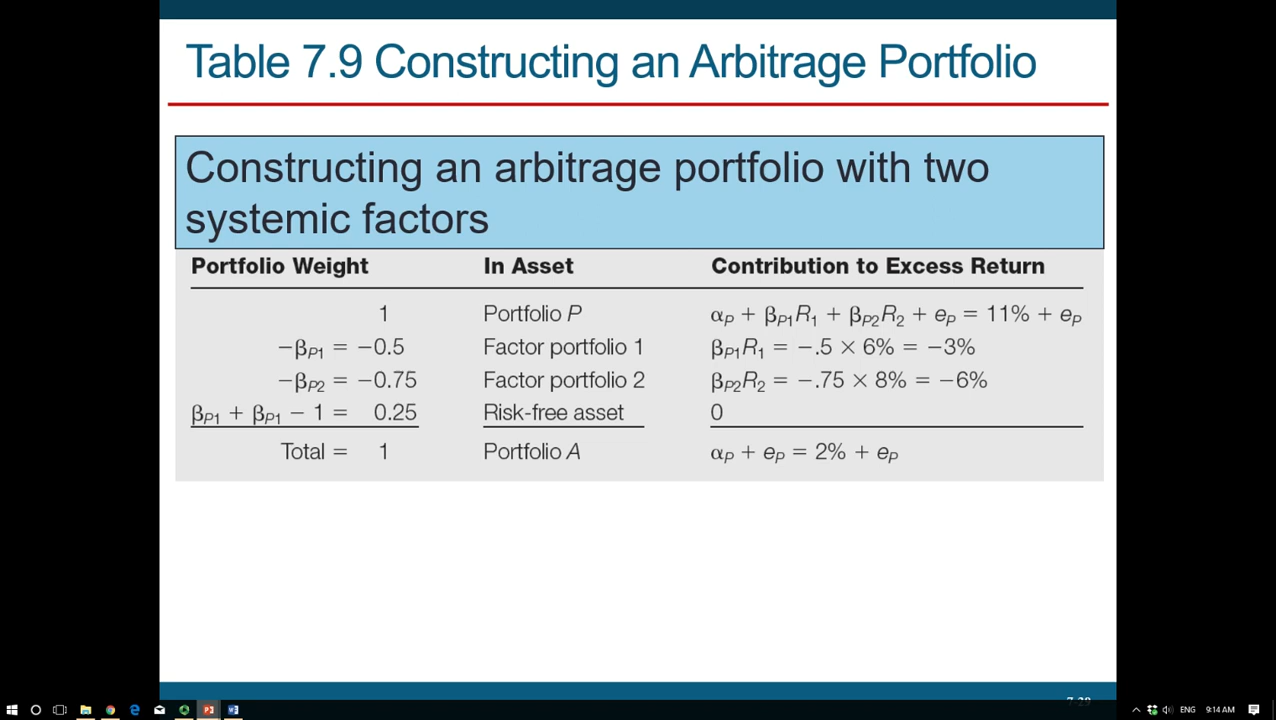 Table 7.9 Constructing an Arbitrage Portfolio
Constructing an arbitrage portfolio with two
systemic factors
Portfolio Weight In Asset Contribution to Excess Return
1 Portfolio P αP + βP1R1 + βP2R2 + eP = 11% + eP
−βP1 = −0.5 Factor portfolio 1 βP1R1 = −.5 × 6% = −3%
−βP2 = −0.75 Factor portfolio 2 βP2R2 = −.75 × 8% = −6%
βP1 + βP1 − 1 = 0.25 Risk-free asset 0
Total = 1 Portfolio A αP + eP = 2% + eP
ENG 9:14 AM